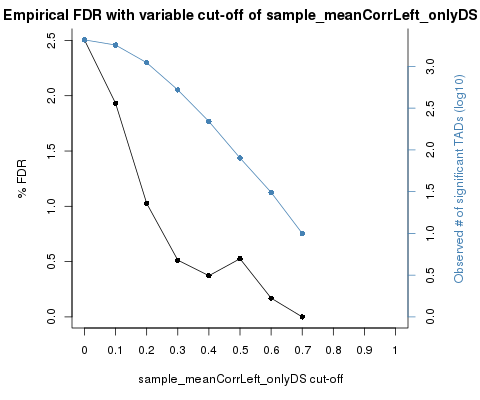 Empirical FDR with variable cut-off of sample_meanCorrLeft_onlyDS
% FDR
2.5
2.0
1.5
1.0
0.5
0.0
0 0.1 0.2 0.3 0.4 0.5 0.6 0.7 0.8 0.9 1
sample_meanCorrLeft_onlyDS cut-off
3.0
2.5
2.0
1.5
1.0
0.5
0.0
Observed # of significant TADs (log10)